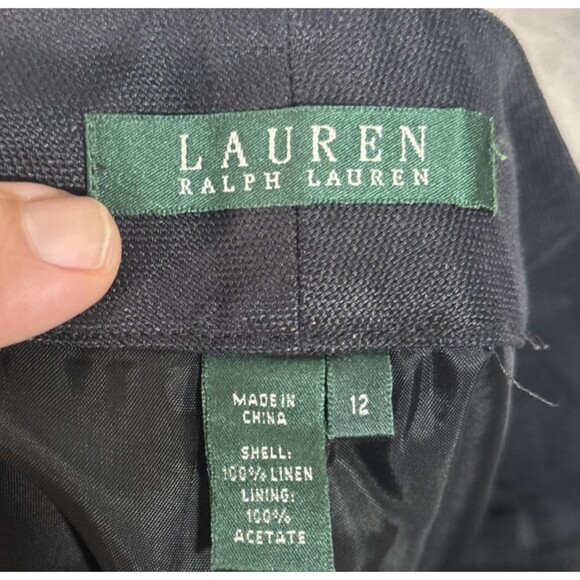 LAUREN
RALPH LAUREN
MADE IN
CHINA
12
SHELL:
100% LINEN
LINING:
100%
ACETATE